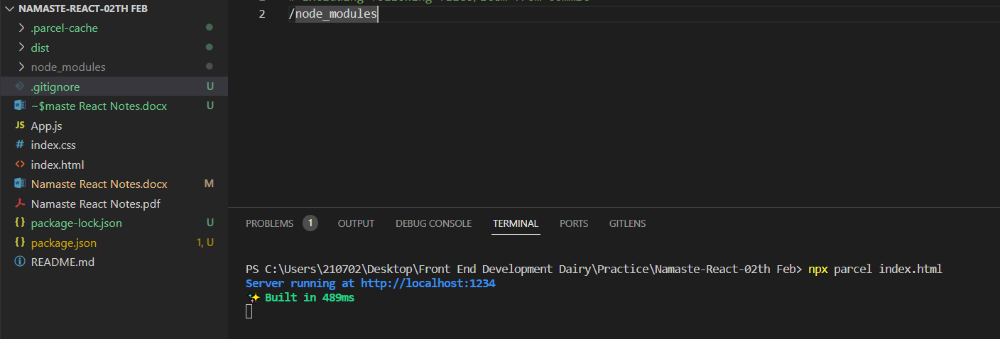 NAMASTE-REACT-02TH FEB
.parcel-cache
dist
node_modules
.gitignore U
~$maste React Notes.docx U
JS App.js
# index.css
<> index.html
Namaste React Notes.docx M
Namaste React Notes.pdf
{} package-lock.json U
{} package.json 1, U
README.md
2 /node_modules
PROBLEMS 1 OUTPUT DEBUG CONSOLE TERMINAL PORTS GITLENS
PS C:\Users\210702\Desktop\Front End Development Dairy\Practice\Namaste-React-02th Feb> npx parcel index.html
Server running at http://localhost:1234
✨ Built in 489ms